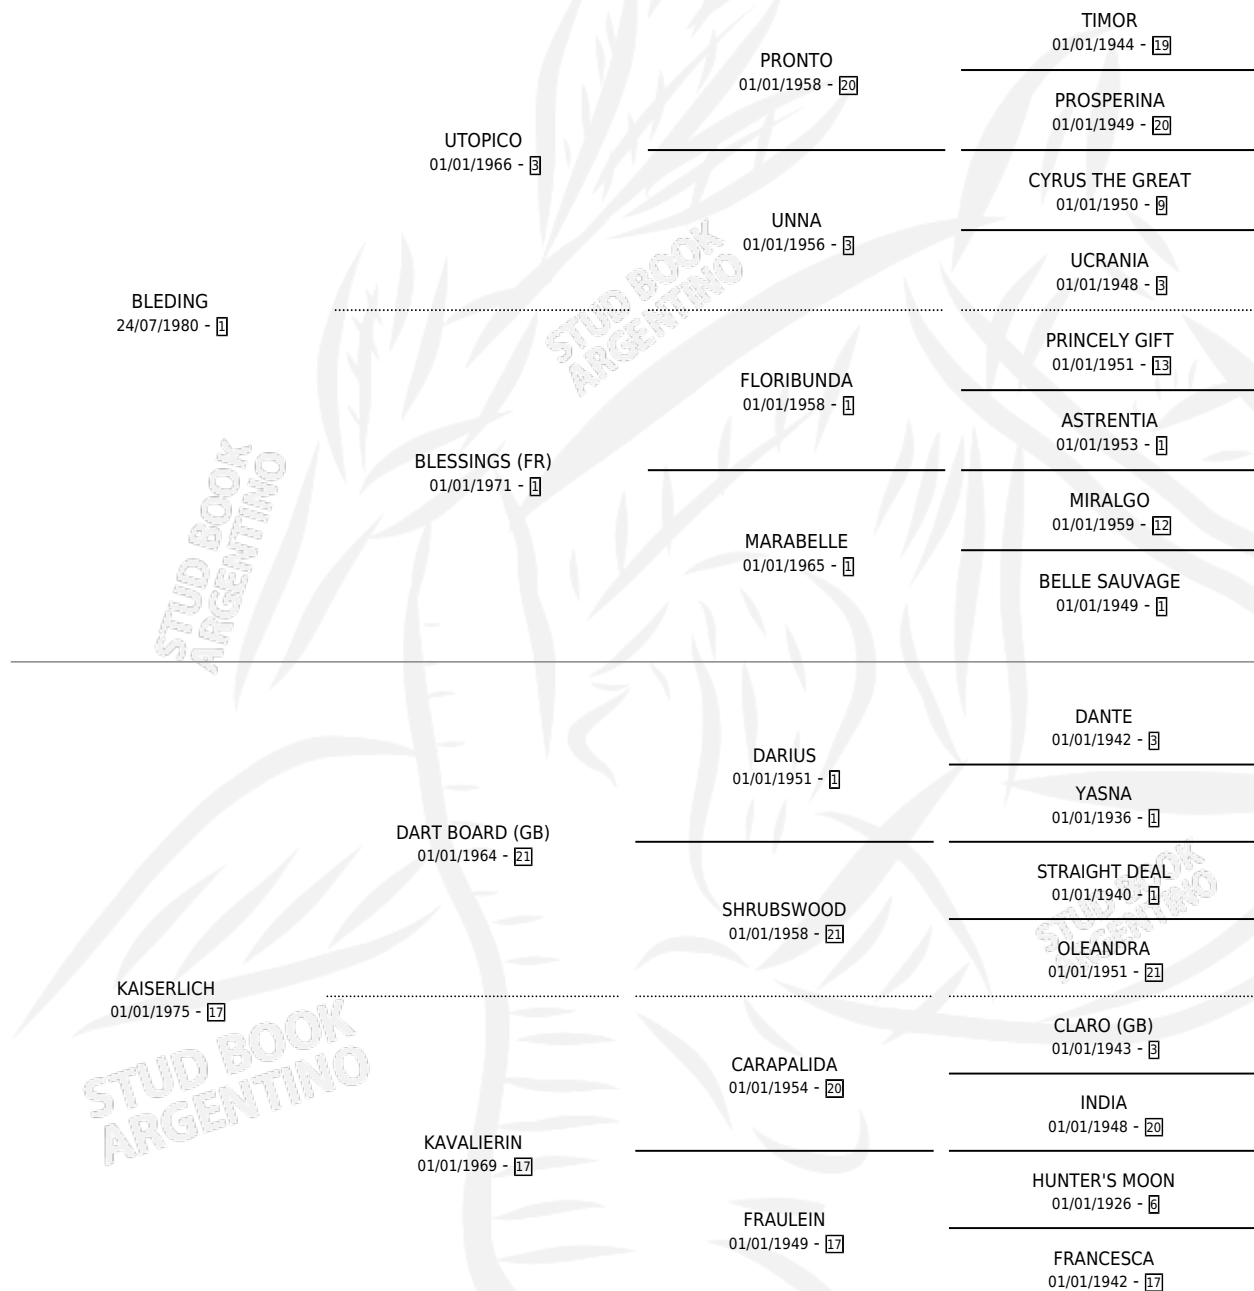 TIMOR
01/01/1944 - 19
PRONTO
01/01/1958 - 20
PROSPERINA
01/01/1949 - 20
UTOPICO
01/01/1966 - 3
CYRUS THE GREAT
01/01/1950 - 9
UNNA
01/01/1956 - 3
UCRANIA
01/01/1948 - 3
BLEDING
24/07/1980 - 1
PRINCELY GIFT
01/01/1951 - 13
FLORIBUNDA
01/01/1958 - 1
ASTRENTIA
01/01/1953 - 1
BLESSINGS (FR)
01/01/1971 - 1
MIRALGO
01/01/1959 - 12
MARABELLE
01/01/1965 - 1
BELLE SAUVAGE
01/01/1949 - 1
DANTE
01/01/1942 - 3
DARIUS
01/01/1951 - 1
YASNA
01/01/1936 - 1
DART BOARD (GB)
01/01/1964 - 21
STRAIGHT DEAL
01/01/1940 - 1
SHRUBSWOOD
01/01/1958 - 21
OLEANDRA
01/01/1951 - 21
KAISERLICH
01/01/1975 - 17
CLARO (GB)
01/01/1943 - 3
CARAPALIDA
01/01/1954 - 20
INDIA
01/01/1948 - 20
KAVALIERIN
01/01/1969 - 17
HUNTER'S MOON
01/01/1926 - 6
FRAULEIN
01/01/1949 - 17
FRANCESCA
01/01/1942 - 17
STUD BOOK
ARGENTINO
STUD BOOK
ARGENTINO
STUD BOOK
ARGENTINO
STUD BOOK
ARGENTINO